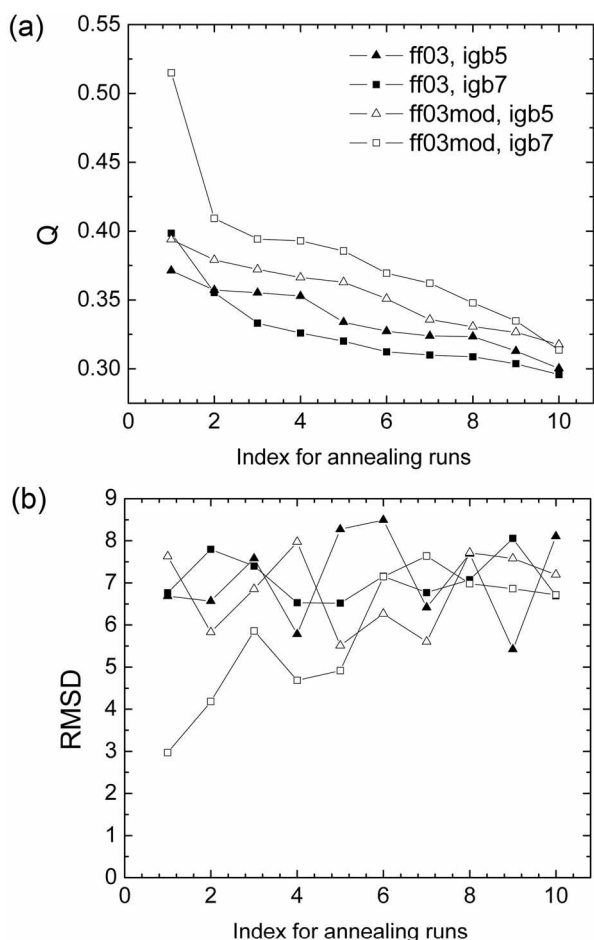 (a)
0.55
0.50
0.45
0.40
0.35
0.30
Q
ff03, igb5
ff03, igb7
ff03mod, igb5
ff03mod, igb7
0 2 4 6 8 10
Index for annealing runs
(b)
9
8
7
6
5
4
3
2
1
0
RMSD
0 2 4 6 8 10
Index for annealing runs